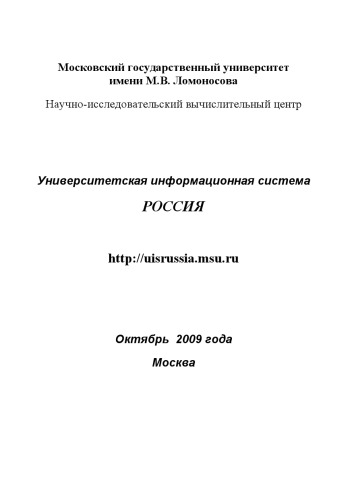 Московский государственный университет
имени М.В. Ломоносова
Научно-исследовательский вычислительный центр
Университетская информационная система
РОССИЯ
http://uisrussia.msu.ru
Октябрь 2009 года
Москва